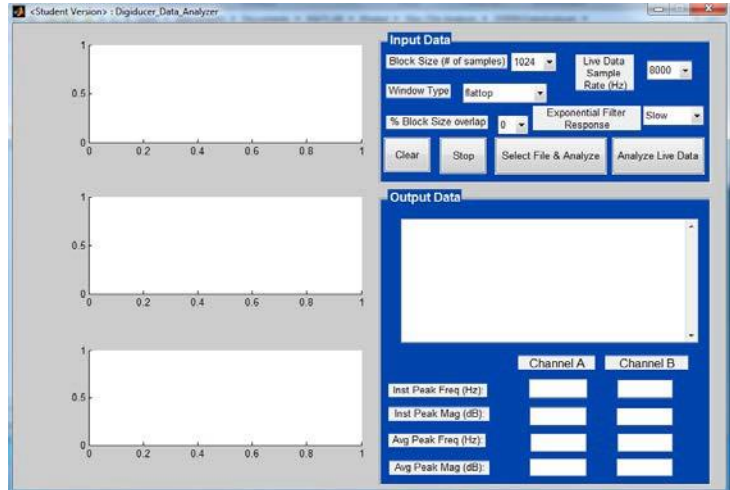 <Student Version> : Digiducer_Data_Analyzer
1
0.5
0
0 0.2 0.4 0.6 0.8 1
1
0.5
0
0 0.2 0.4 0.6 0.8 1
1
0.5
0
0 0.2 0.4 0.6 0.8 1
Input Data
Block Size (# of samples) 1024
Live Data
Sample
Rate (Hz)
8000
Window Type flattop
% Block Size overlap 0
Exponential Filter
Response
Slow
Clear Stop Select File & Analyze Analyze Live Data
Output Data
Channel A Channel B
Inst Peak Freq (Hz):
Inst Peak Mag (dB):
Avg Peak Freq (Hz):
Avg Peak Mag (dB):